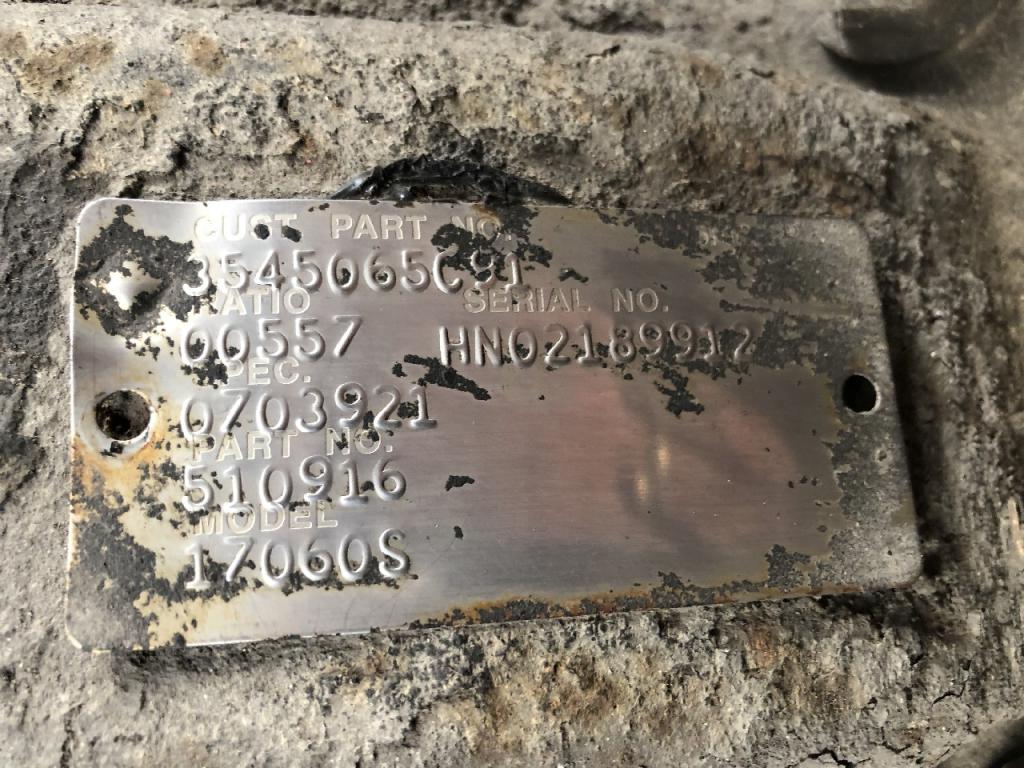 CUST PART NO.
3545065C91
RATIO SERIAL NO.
00557 HN02189912
SPEC.
0703921
PART NO.
510916
MODEL
17060S